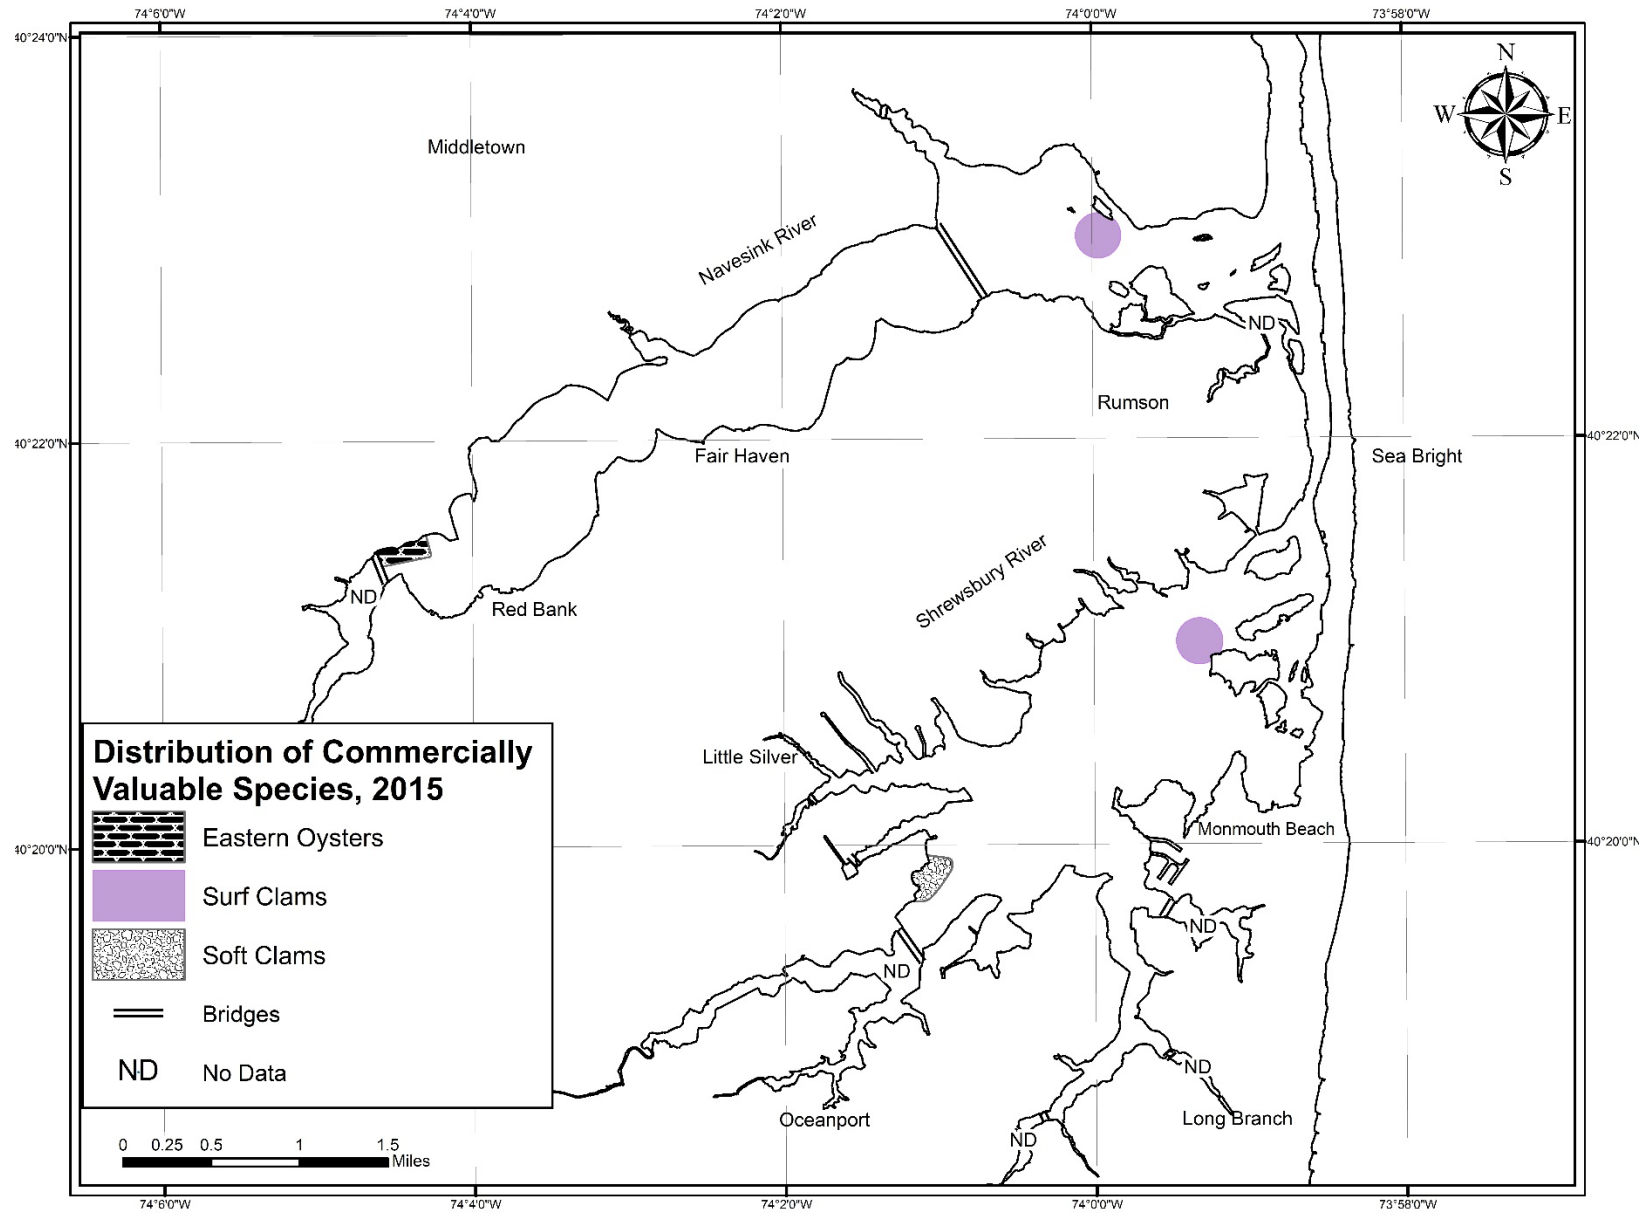 74°6'0"W 74°4'0"W 74°2'0"W 74°0'0"W 73°58'0"W
40°24'0"N
N
W E
S
Middletown
Navesink River
ND
Rumson
40°22'0"N 40°22'0"N
Fair Haven
Sea Bright
Shrewsbury River
ND
Red Bank
Little Silver
Monmouth Beach
40°20'0"N 40°20'0"N
ND
ND
ND
Oceanport
Long Branch
ND
Distribution of Commercially
Valuable Species, 2015
Eastern Oysters
Surf Clams
Soft Clams
Bridges
ND No Data
0 0.25 0.5 1 1.5
Miles
74°6'0"W 74°4'0"W 74°2'0"W 74°0'0"W 73°58'0"W